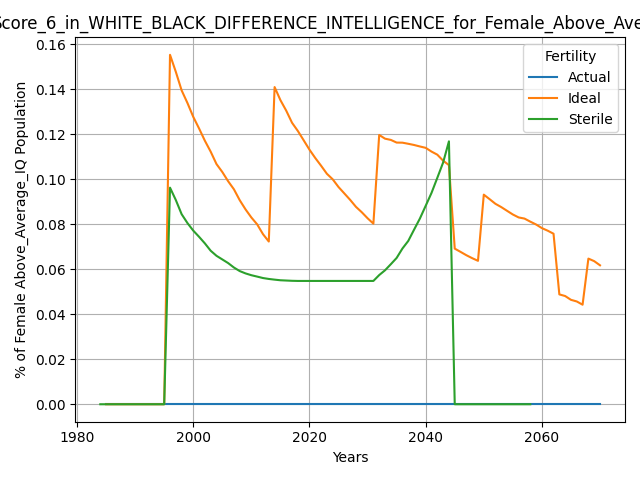 Score_6_in_WHITE_BLACK_DIFFERENCE_INTELLIGENCE_for_Female_Above_Ave
0.16
0.14
0.12
0.10
0.08
0.06
0.04
0.02
0.00
% of Female Above_Average_IQ Population
Fertility
Actual
Ideal
Sterile
1980
2000
2020
2040
2060
Years